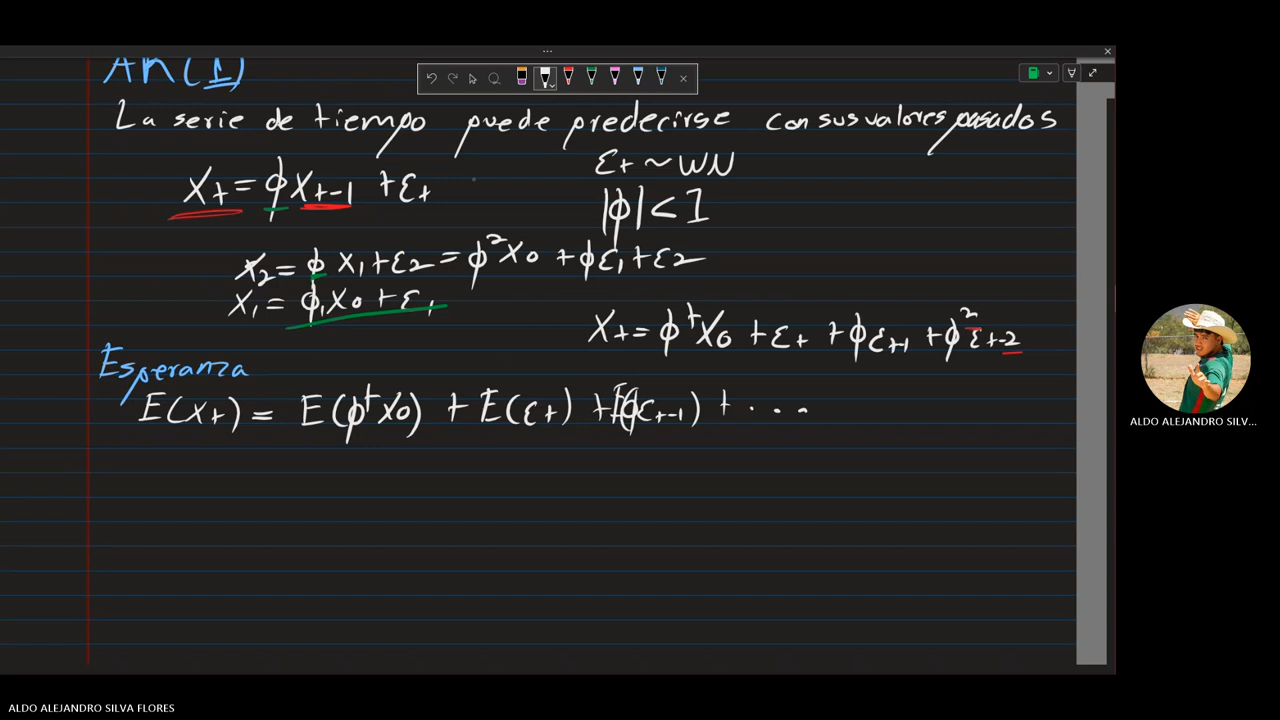 AR(1)
La serie de tiempo puede predecirse con sus valores pasados
Xt = ϕXt-1 + εt
εt ~ WN
|ϕ| < 1
X2 = ϕ X1 + ε2 = ϕ²X0 + ϕε1 + ε2
X1 = ϕ1X0 + ε1
Xt = ϕ^t X0 + εt + ϕεt-1 + ϕ²εt-2
Esperanza
E(Xt) = E(ϕ^t X0) + E(εt) + E(ϕεt-1) + ...
ALDO ALEJANDRO SILV...
ALDO ALEJANDRO SILVA FLORES